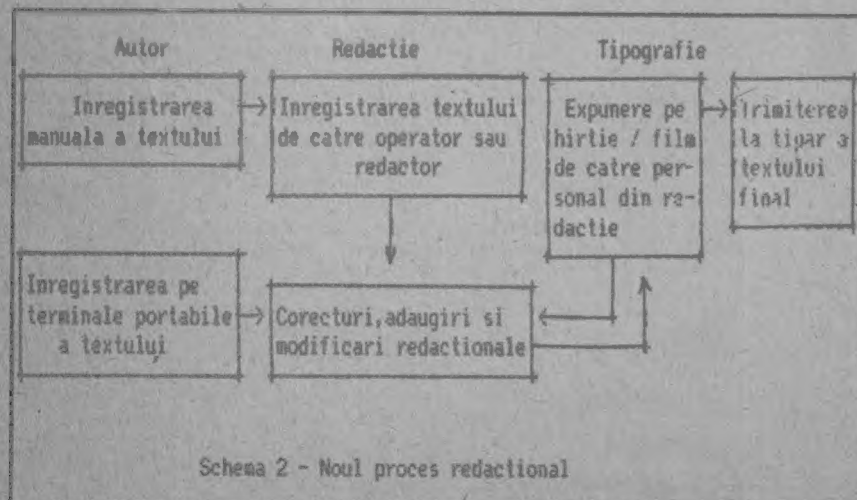 Autor
Redactie
Tipografie
Inregistrarea
manuala a textului
Inregistrarea textului
de catre operator sau
redactor
Expunere pe
hirtie / film
de catre per-
sonal din re-
dactie
Trimiterea
la tipar a
textului
final
Inregistrarea pe
terminale portabile
a textului
Corecturi,adaugiri si
modificari redactionale
Schema 2 - Noul proces redactional